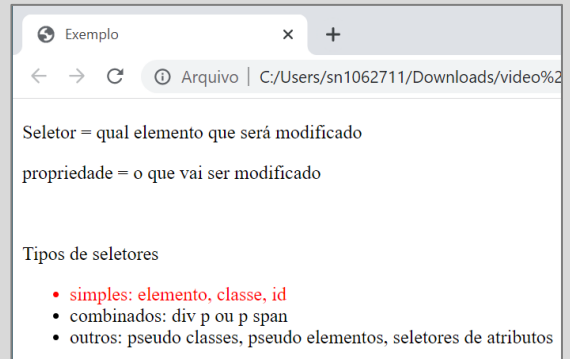 Exemplo
Arquivo | C:/Users/sn1062711/Downloads/video%2
Seletor = qual elemento que será modificado
propriedade = o que vai ser modificado
Tipos de seletores
simples: elemento, classe, id
combinados: div p ou p span
outros: pseudo classes, pseudo elementos, seletores de atributos